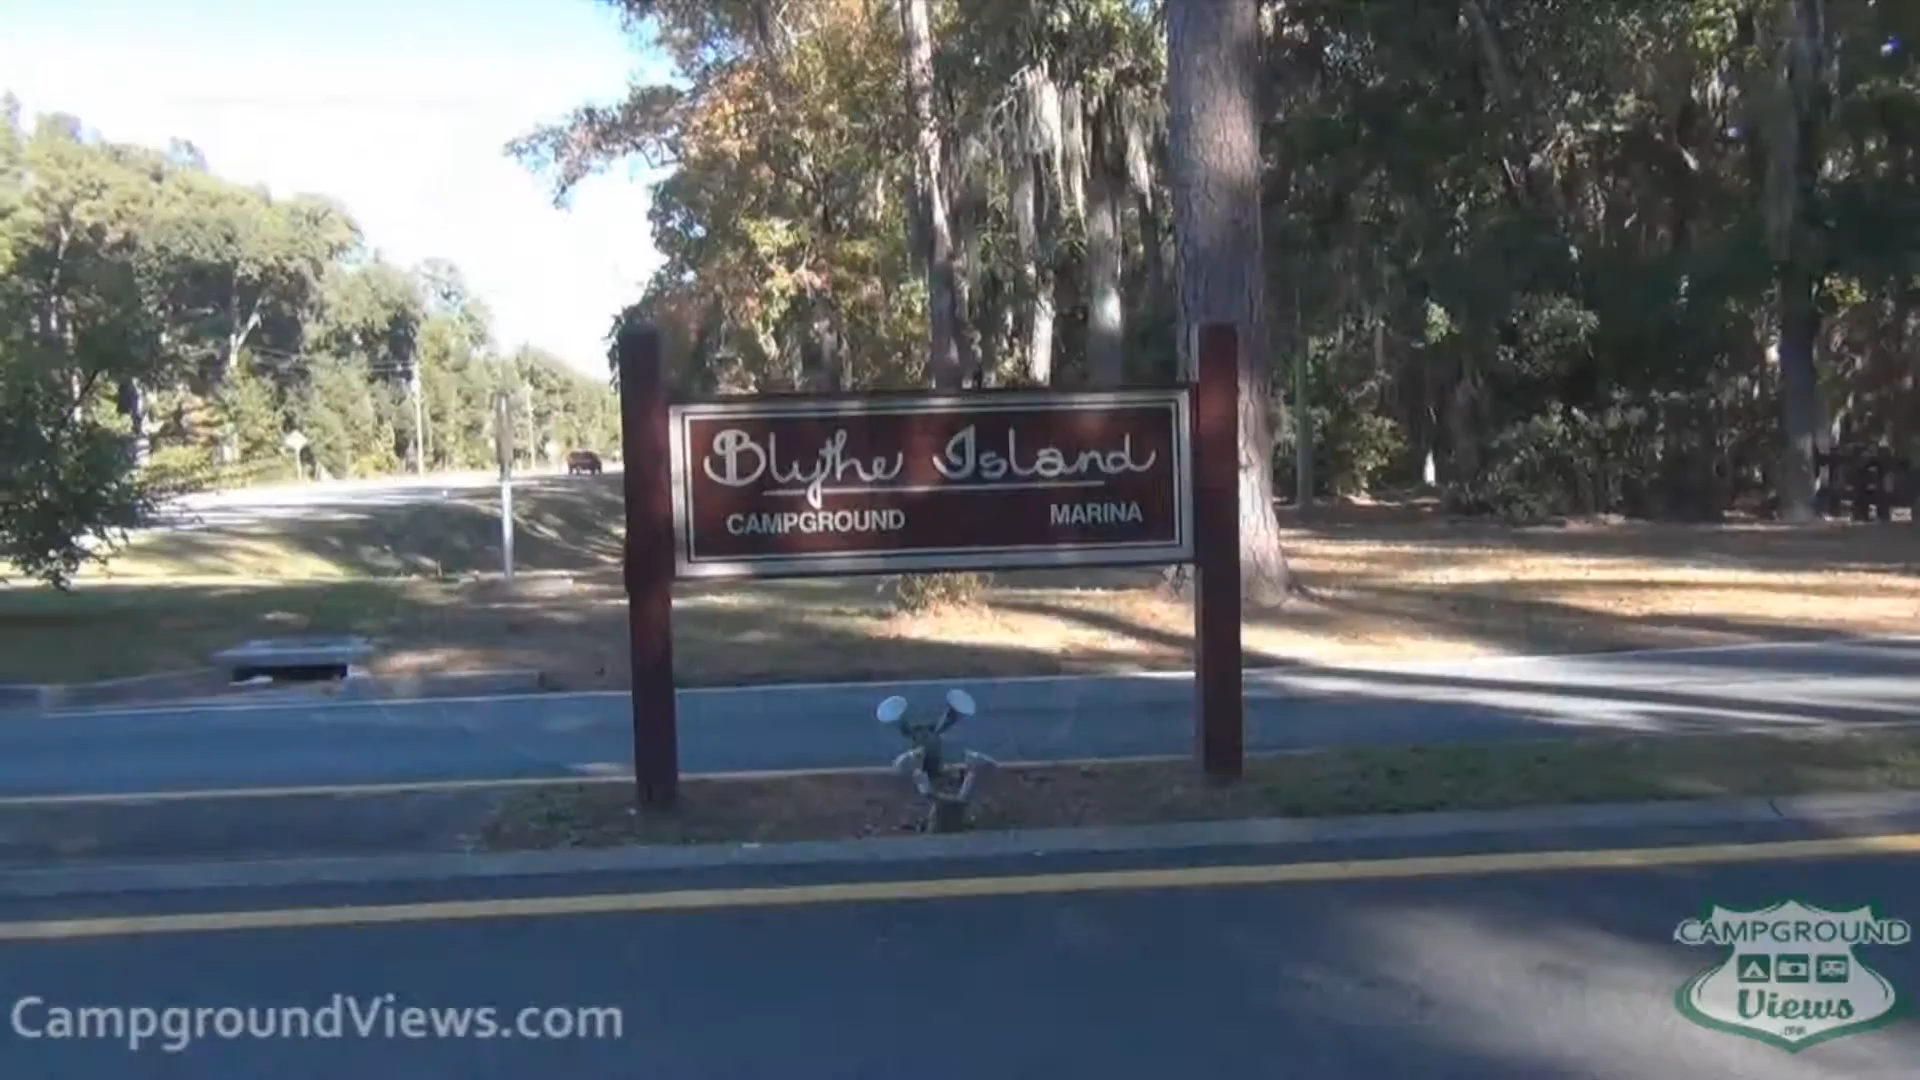 Blythe Island
CAMPGROUND MARINA
CampgroundViews.com
CAMPGROUND
Views